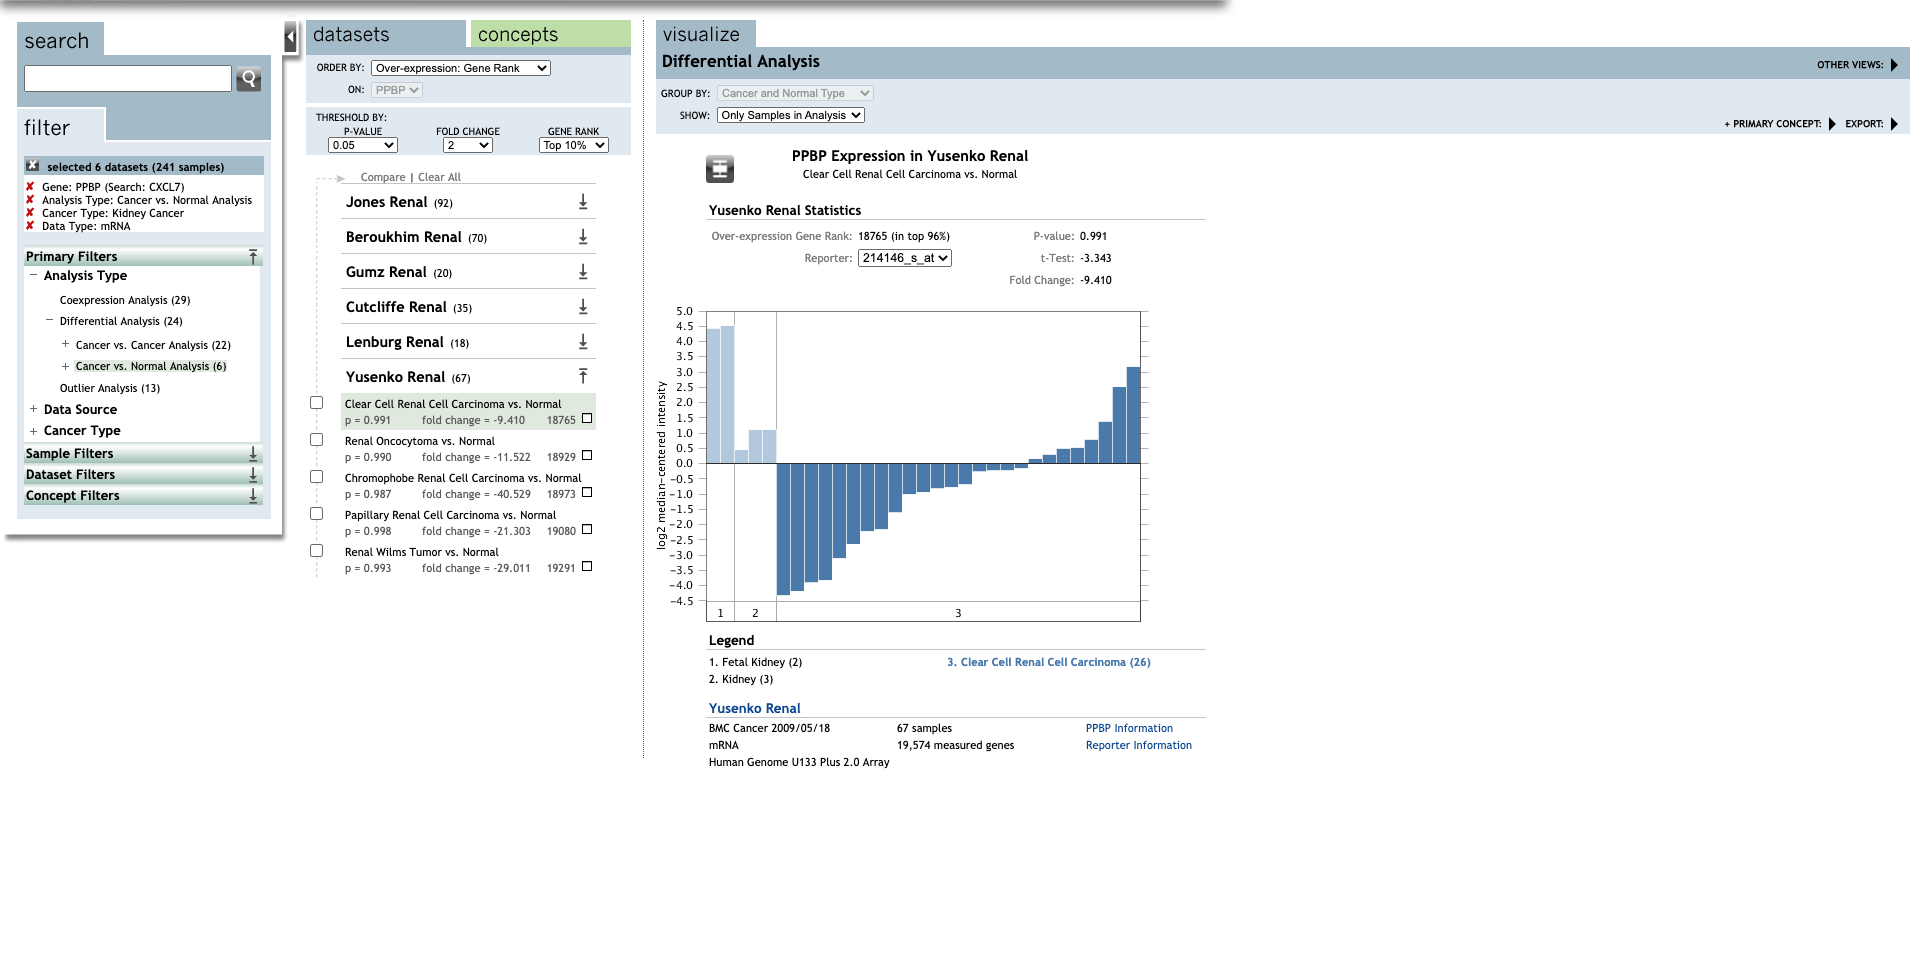 search
filter
selected 6 datasets (241 samples)
Gene: PPBP (Search: CXCL7)
Analysis Type: Cancer vs. Normal Analysis
Cancer Type: Kidney Cancer
Data Type: mRNA
Primary Filters
Analysis Type
Coexpression Analysis (29)
Differential Analysis (24)
Cancer vs. Cancer Analysis (22)
Cancer vs. Normal Analysis (6)
Outlier Analysis (13)
Data Source
Cancer Type
Sample Filters
Dataset Filters
Concept Filters
datasets concepts
ORDER BY: Over-expression: Gene Rank
ON: PPBP
THRESHOLD BY:
P-VALUE FOLD CHANGE GENE RANK
0.05 2 Top 10%
Compare | Clear All
Jones Renal (92)
Beroukhim Renal (70)
Gumz Renal (20)
Cutcliffe Renal (35)
Lenburg Renal (18)
Yusenko Renal (67)
Clear Cell Renal Cell Carcinoma vs. Normal
p = 0.991 fold change = -9.410 18765
Renal Oncocytoma vs. Normal
p = 0.990 fold change = -11.522 18929
Chromophobe Renal Cell Carcinoma vs. Normal
p = 0.987 fold change = -40.529 18973
Papillary Renal Cell Carcinoma vs. Normal
p = 0.998 fold change = -21.303 19080
Renal Wilms Tumor vs. Normal
p = 0.993 fold change = -29.011 19291
visualize
Differential Analysis
OTHER VIEWS:
GROUP BY: Cancer and Normal Type
SHOW: Only Samples in Analysis
+ PRIMARY CONCEPT: EXPORT:
PPBP Expression in Yusenko Renal
Clear Cell Renal Cell Carcinoma vs. Normal
Yusenko Renal Statistics
Over-expression Gene Rank: 18765 (in top 96%) P-value: 0.991
Reporter: 214146_s_at t-Test: -3.343
Fold Change: -9.410
log2 median-centered intensity
5.0
4.5
4.0
3.5
3.0
2.5
2.0
1.5
1.0
0.5
0.0
-0.5
-1.0
-1.5
-2.0
-2.5
-3.0
-3.5
-4.0
-4.5
1 2 3
Legend
1. Fetal Kidney (2) 3. Clear Cell Renal Cell Carcinoma (26)
2. Kidney (3)
Yusenko Renal
BMC Cancer 2009/05/18 67 samples PPBP Information
mRNA 19,574 measured genes Reporter Information
Human Genome U133 Plus 2.0 Array